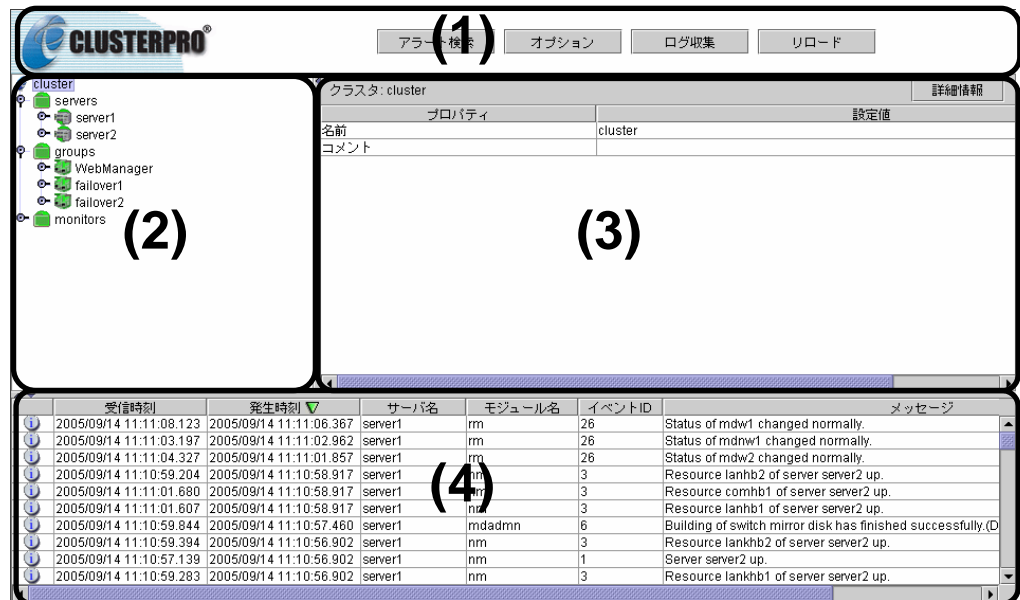 CLUSTERPRO®
(1)
アラート検索 オプション ログ収集 リロード
cluster
servers
server1
server2
groups
WebManager
failover1
failover2
monitors
(2)
クラスタ: cluster 詳細情報
プロパティ 設定値
名前 cluster
コメント
(3)
受信時刻 発生時刻 サーバ名 モジュール名 イベントID メッセージ
2005/09/14 11:11:08.123 2005/09/14 11:11:06.367 server1 rm 26 Status of mdw1 changed normally.
2005/09/14 11:11:03.197 2005/09/14 11:11:02.962 server1 rm 26 Status of mdnw1 changed normally.
2005/09/14 11:11:04.327 2005/09/14 11:11:01.857 server1 rm 26 Status of mdw2 changed normally.
2005/09/14 11:10:59.204 2005/09/14 11:10:58.917 server1 nm 3 Resource lanhb2 of server server2 up.
2005/09/14 11:11:01.680 2005/09/14 11:10:58.917 server1 nm 3 Resource comhb1 of server server2 up.
2005/09/14 11:11:01.607 2005/09/14 11:10:58.917 server1 nm 3 Resource lanhb1 of server server2 up.
2005/09/14 11:10:59.844 2005/09/14 11:10:57.460 server1 mdadmn 6 Building of switch mirror disk has finished successfully.(D
2005/09/14 11:10:59.394 2005/09/14 11:10:56.902 server1 nm 3 Resource lankhb2 of server server2 up.
2005/09/14 11:10:57.139 2005/09/14 11:10:56.902 server1 nm 1 Server server2 up.
2005/09/14 11:10:59.283 2005/09/14 11:10:56.902 server1 nm 3 Resource lankhb1 of server server2 up.
(4)